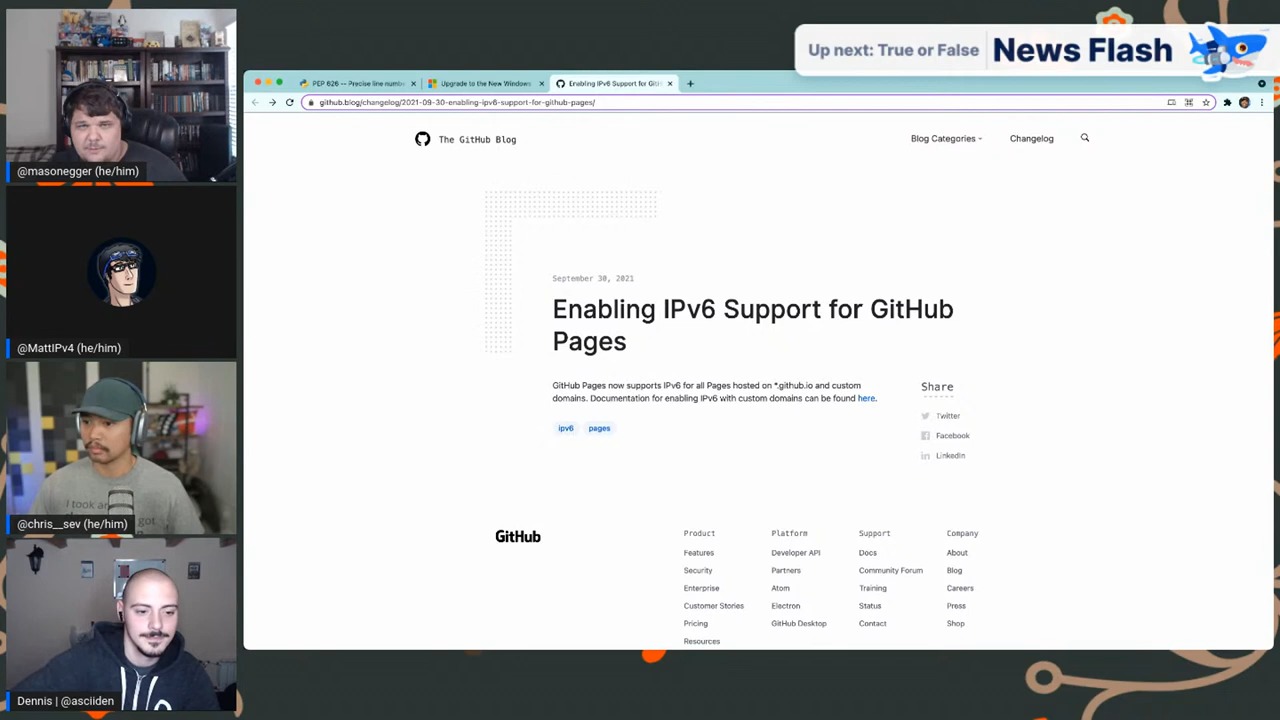 Up next: True or False
News Flash
PEP 626 -- Precise line numbe
Upgrade to the New Windows
Enabling IPv6 Support for GitH
github.blog/changelog/2021-09-30-enabling-ipv6-support-for-github-pages/
The GitHub Blog
Blog Categories
Changelog
September 30, 2021
Enabling IPv6 Support for GitHub
Pages
GitHub Pages now supports IPv6 for all Pages hosted on *.github.io and custom
domains. Documentation for enabling IPv6 with custom domains can be found here.
ipv6
pages
Share
Twitter
Facebook
LinkedIn
GitHub
Product
Features
Security
Enterprise
Customer Stories
Pricing
Resources
Platform
Developer API
Partners
Atom
Electron
GitHub Desktop
Support
Docs
Community Forum
Training
Status
Contact
Company
About
Blog
Careers
Press
Shop
@masonegger (he/him)
@MattIPv4 (he/him)
I took an
@chris__sev (he/him)
Dennis | @asciiden